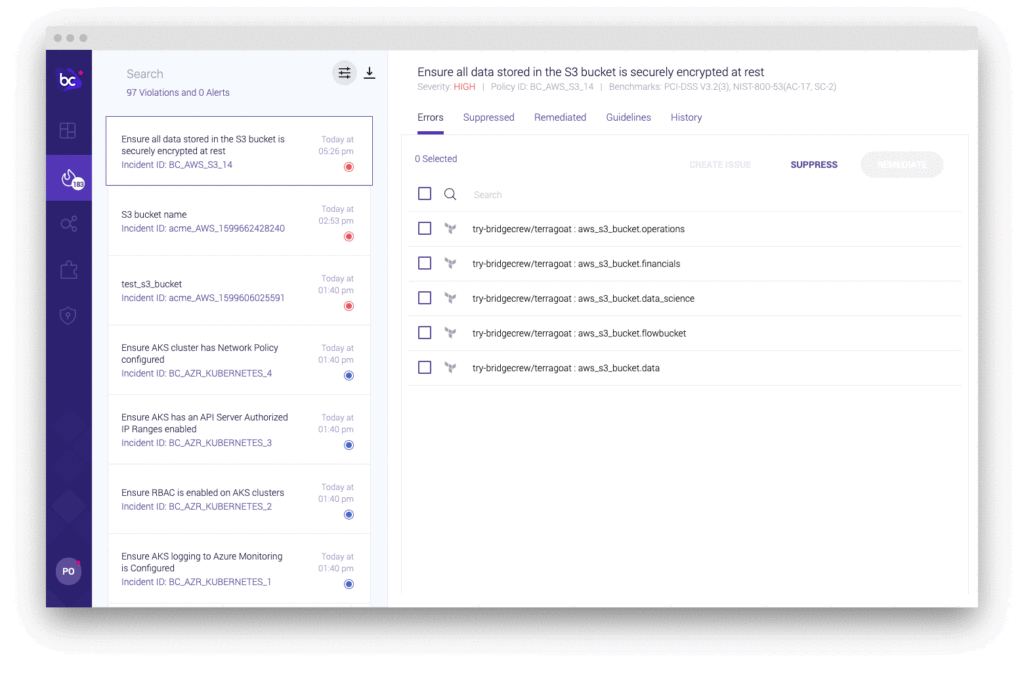 bc
183
PO
Search
97 Violations and 0 Alerts
Ensure all data stored in the S3 bucket is
securely encrypted at rest
Incident ID: BC_AWS_S3_14
Today at
05:26 pm
S3 bucket name
Incident ID: acme_AWS_1599662428240
Today at
02:53 pm
test_s3_bucket
Incident ID: acme_AWS_1599606025591
Today at
01:40 pm
Ensure AKS cluster has Network Policy
configured
Incident ID: BC_AZR_KUBERNETES_4
Today at
01:40 pm
Ensure AKS has an API Server Authorized
IP Ranges enabled
Incident ID: BC_AZR_KUBERNETES_3
Today at
01:40 pm
Ensure RBAC is enabled on AKS clusters
Incident ID: BC_AZR_KUBERNETES_2
Today at
01:40 pm
Ensure AKS logging to Azure Monitoring
is Configured
Incident ID: BC_AZR_KUBERNETES_1
Today at
01:40 pm
Ensure all data stored in the S3 bucket is securely encrypted at rest
Severity: HIGH | Policy ID: BC_AWS_S3_14 | Benchmarks: PCI-DSS V3.2(3), NIST-800-53(AC-17, SC-2)
Errors Suppressed Remediated Guidelines History
0 Selected
CREATE ISSUE SUPPRESS REMEDIATE
Search
try-bridgecrew/terragoat : aws_s3_bucket.operations
try-bridgecrew/terragoat : aws_s3_bucket.financials
try-bridgecrew/terragoat : aws_s3_bucket.data_science
try-bridgecrew/terragoat : aws_s3_bucket.flowbucket
try-bridgecrew/terragoat : aws_s3_bucket.data